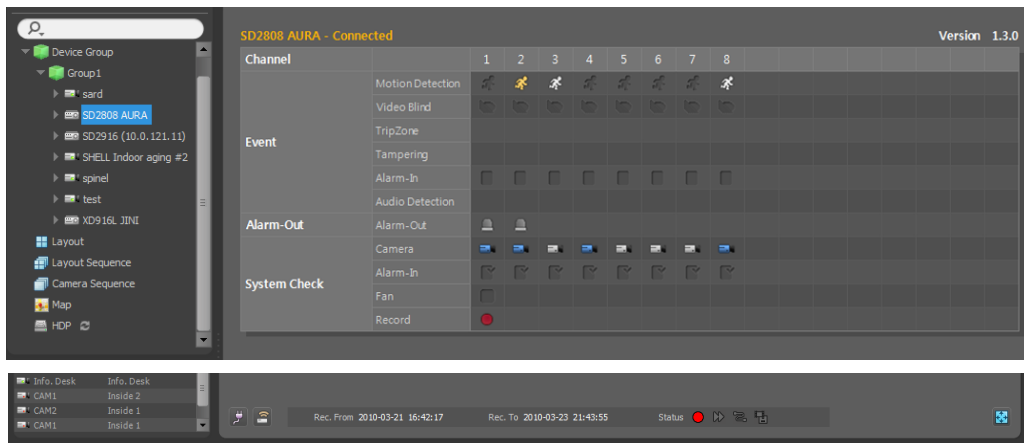 Device Group
Group1
sard
SD2808 AURA
SD2916 (10.0.121.11)
SHELL Indoor aging #2
spinel
test
XD916L JINI
Layout
Layout Sequence
Camera Sequence
Map
HDP
SD2808 AURA - Connected Version 1.3.0
Channel 1 2 3 4 5 6 7 8
Event
Motion Detection
Video Blind
TripZone
Tampering
Alarm-In
Audio Detection
Alarm-Out Alarm-Out
System Check
Camera
Alarm-In
Fan
Record
Info. Desk Info. Desk
CAM1 Inside 2
CAM2 Inside 1
CAM1 Inside 1
Rec. From 2010-03-21 16:42:17 Rec. To 2010-03-23 21:43:55 Status